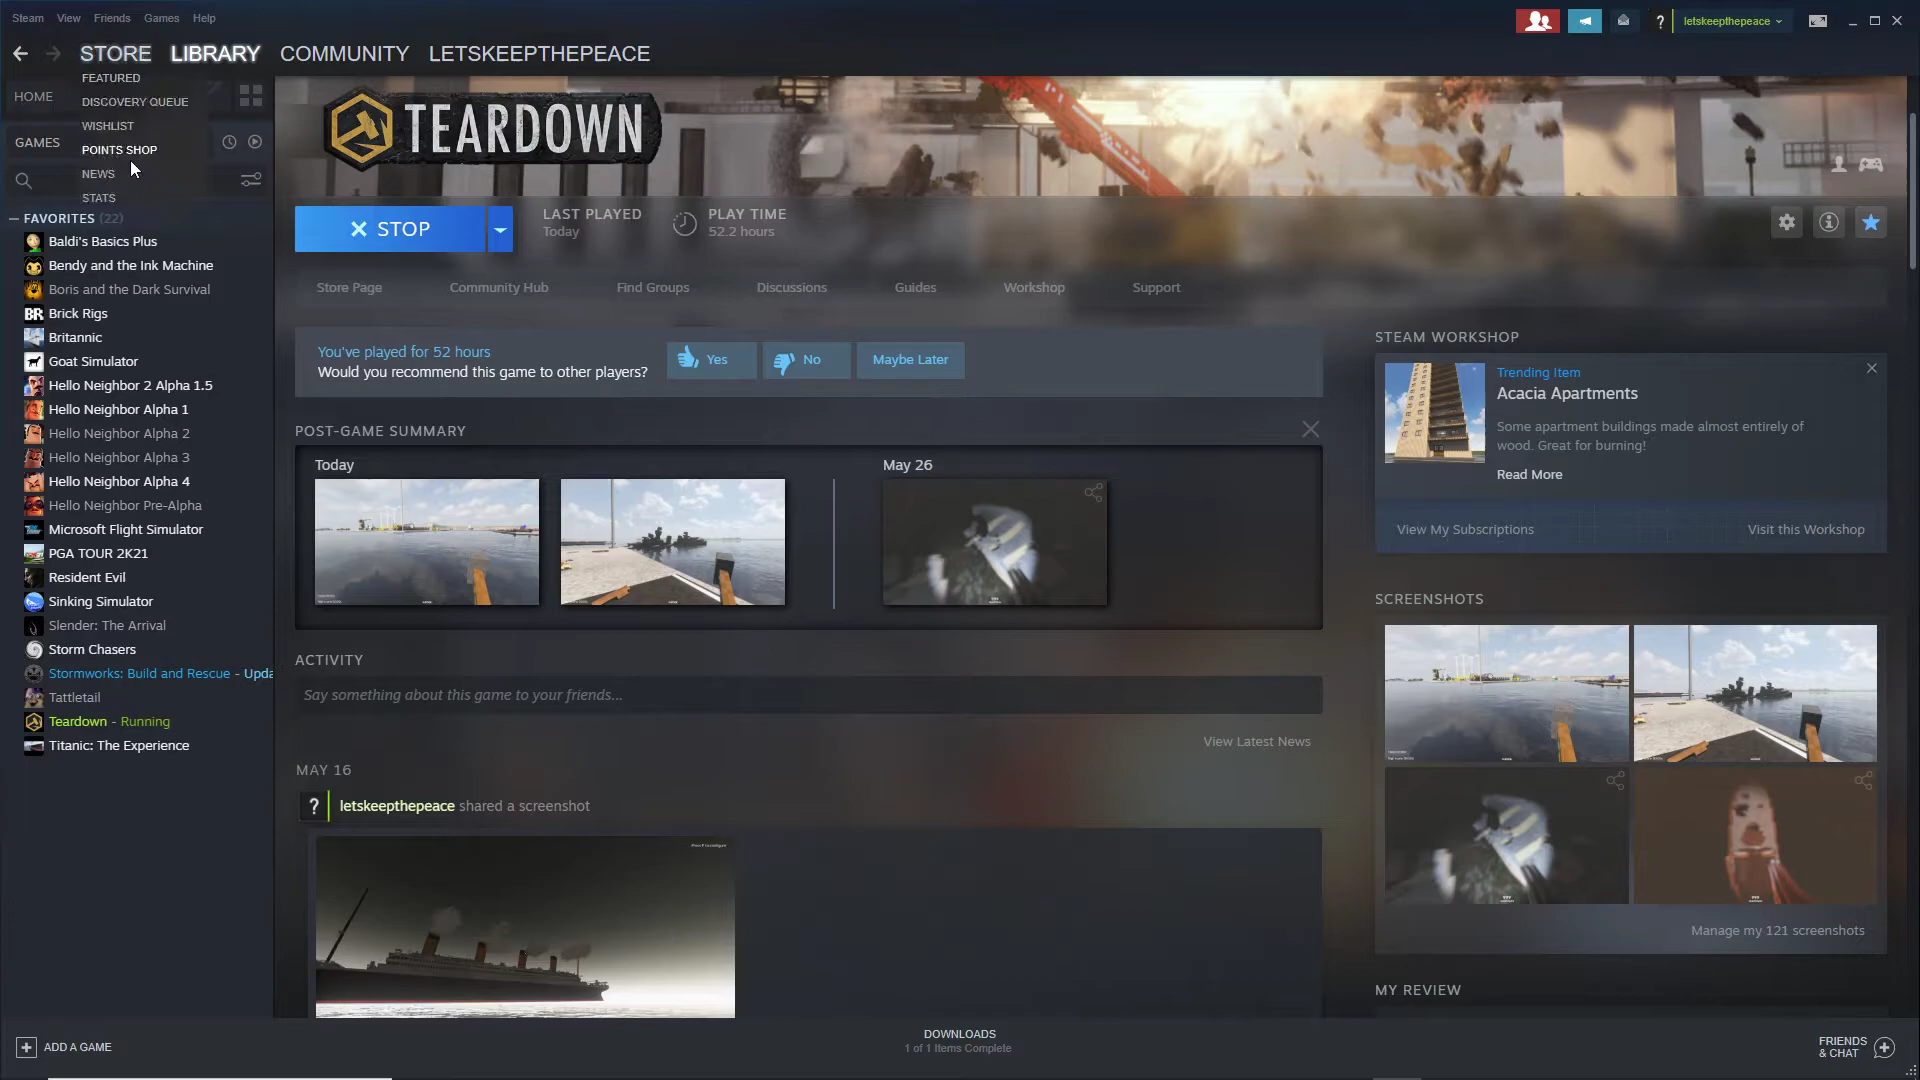 Steam View Friends Games Help
letskeepthepeace
STORE LIBRARY COMMUNITY LETSKEEPTHEPEACE
FEATURED
HOME
DISCOVERY QUEUE
WISHLIST
GAMES
POINTS SHOP
NEWS
STATS
FAVORITES (22)
Baldi's Basics Plus
Bendy and the Ink Machine
Boris and the Dark Survival
Brick Rigs
Britannic
Goat Simulator
Hello Neighbor 2 Alpha 1.5
Hello Neighbor Alpha 1
Hello Neighbor Alpha 2
Hello Neighbor Alpha 3
Hello Neighbor Alpha 4
Hello Neighbor Pre-Alpha
Microsoft Flight Simulator
PGA TOUR 2K21
Resident Evil
Sinking Simulator
Slender: The Arrival
Storm Chasers
Stormworks: Build and Rescue - Upda
Tattletail
Teardown - Running
Titanic: The Experience
TEARDOWN
STOP
LAST PLAYED
Today
PLAY TIME
52.2 hours
Store Page Community Hub Find Groups Discussions Guides Workshop Support
You've played for 52 hours
Would you recommend this game to other players?
Yes No Maybe Later
POST-GAME SUMMARY
Today May 26
ACTIVITY
Say something about this game to your friends...
View Latest News
MAY 16
? letskeepthepeace shared a screenshot
STEAM WORKSHOP
Trending Item
Acacia Apartments
Some apartment buildings made almost entirely of
wood. Great for burning!
Read More
View My Subscriptions Visit this Workshop
SCREENSHOTS
Manage my 121 screenshots
MY REVIEW
ADD A GAME
DOWNLOADS
1 of 1 Items Complete
FRIENDS
& CHAT